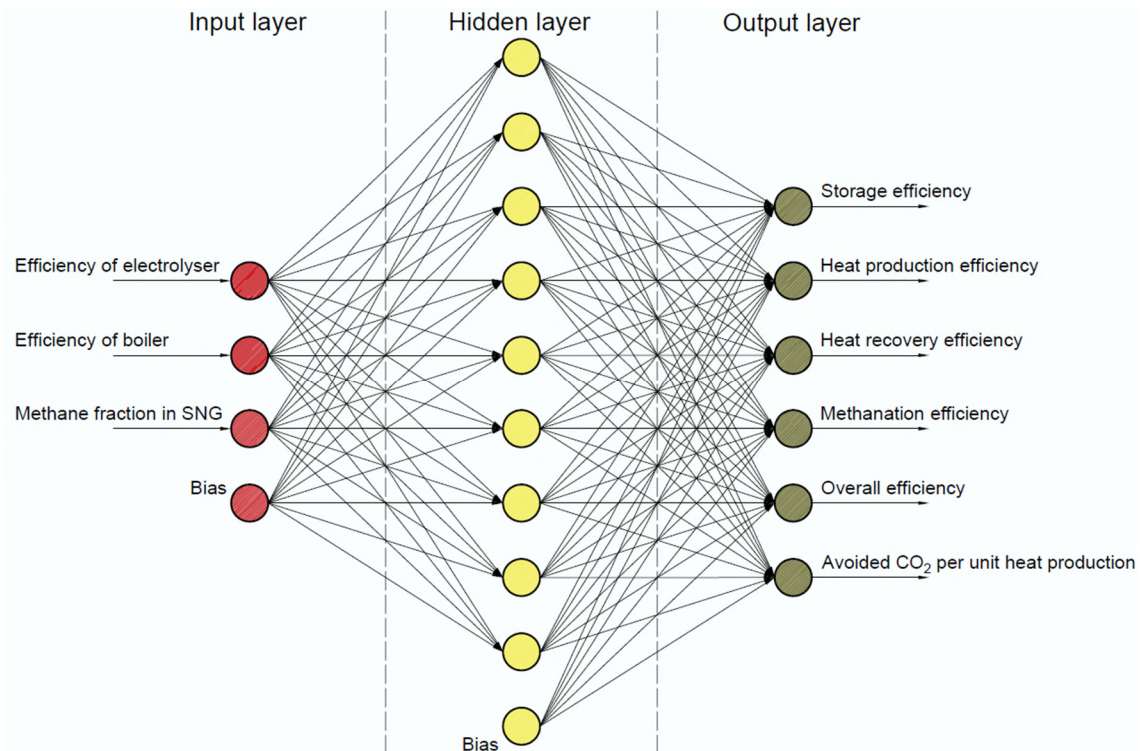 Input layer
Hidden layer
Output layer
Efficiency of electrolyser
Efficiency of boiler
Methane fraction in SNG
Bias
Bias
Storage efficiency
Heat production efficiency
Heat recovery efficiency
Methanation efficiency
Overall efficiency
Avoided CO₂ per unit heat production